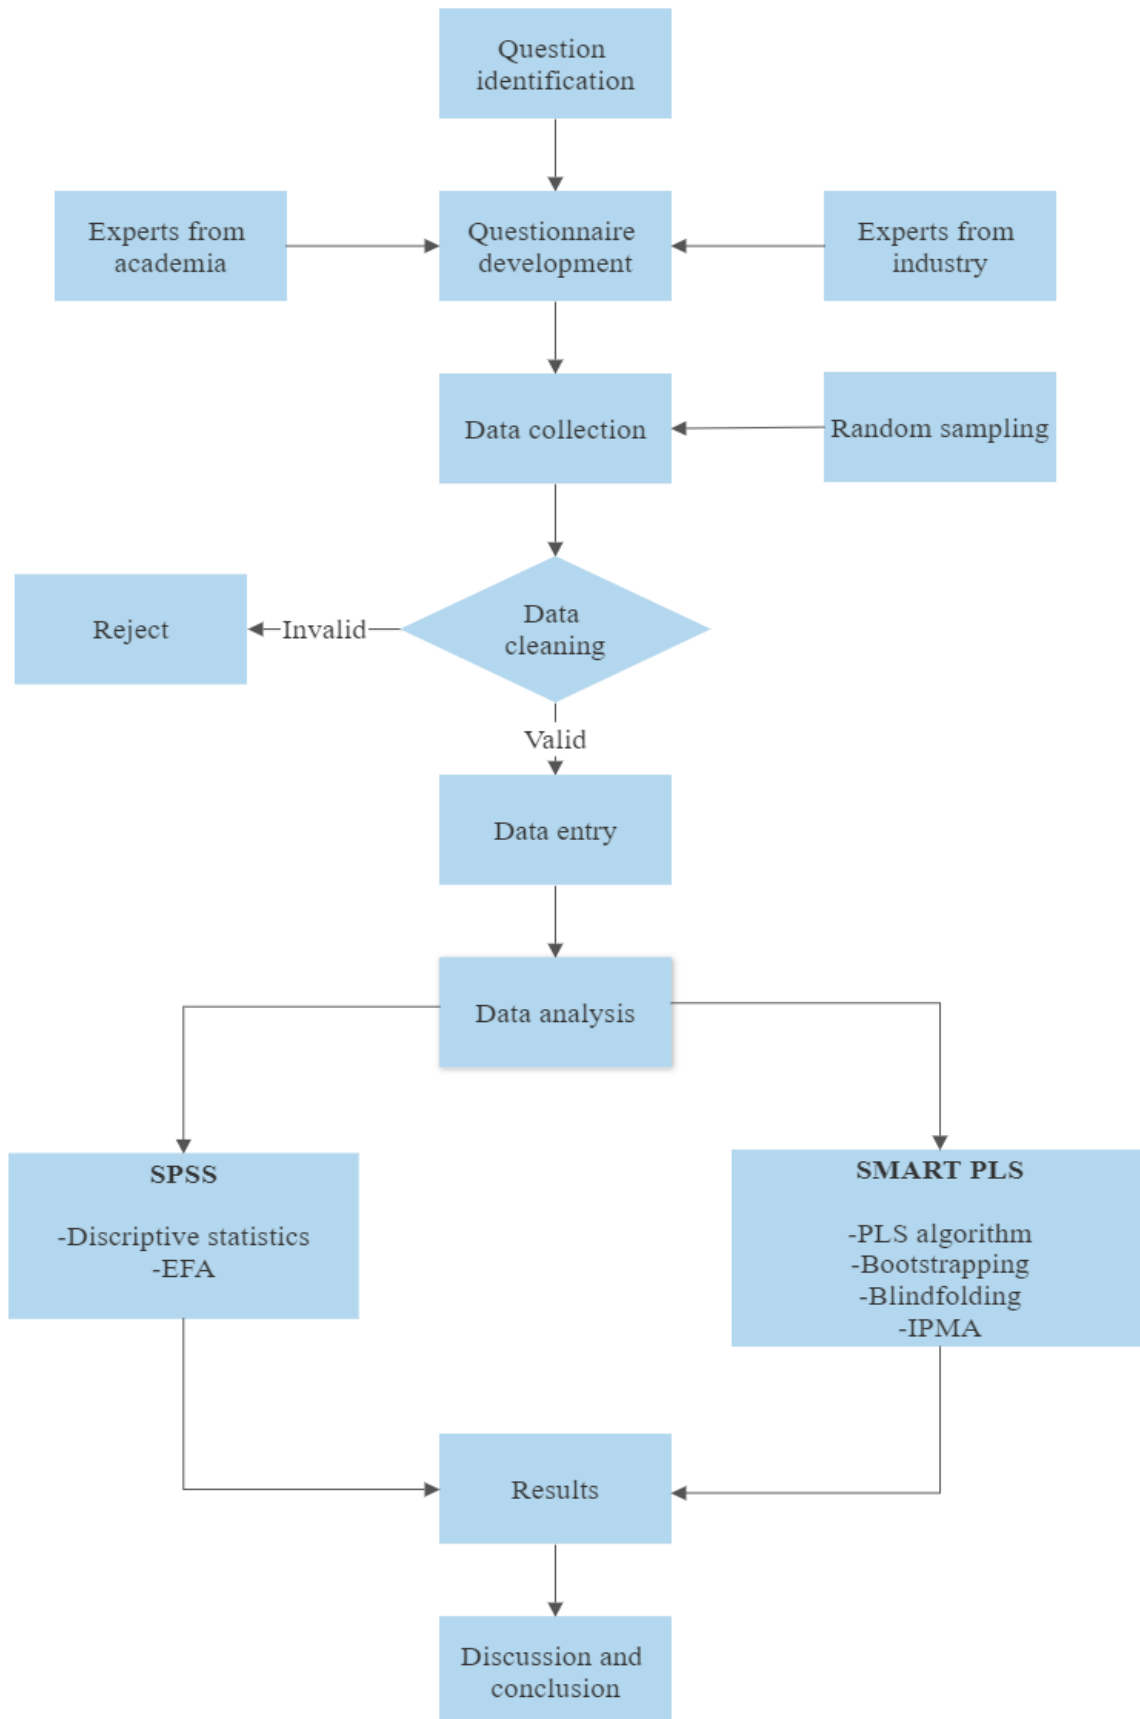 Question
identification
Experts from
academia
Questionnaire
development
Experts from
industry
Data collection
Random sampling
Reject
Invalid
Data
cleaning
Valid
Data entry
Data analysis
SPSS
-Discriptive statistics
-EFA
SMART PLS
-PLS algorithm
-Bootstrapping
-Blindfolding
-IPMA
Results
Discussion and
conclusion